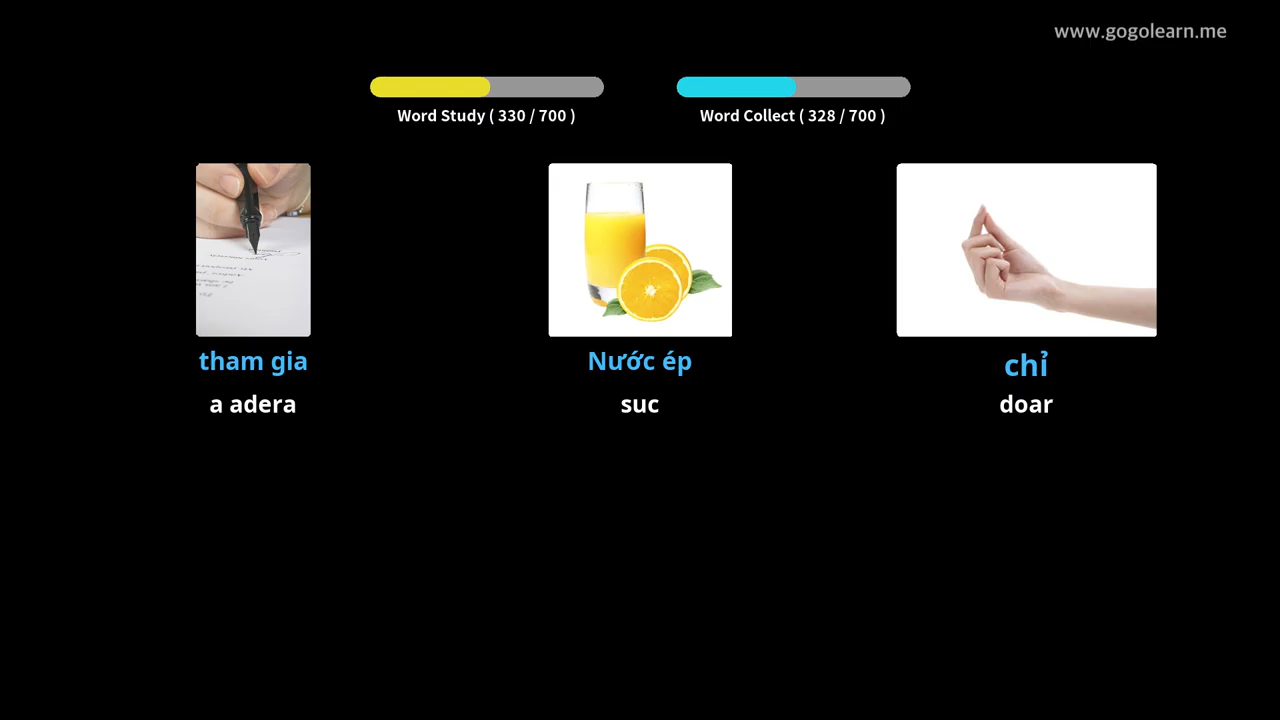 www.gogolearn.me
Word Study ( 330 / 700 )
Word Collect ( 328 / 700 )
tham gia
a adera
Nước ép
suc
chỉ
doar